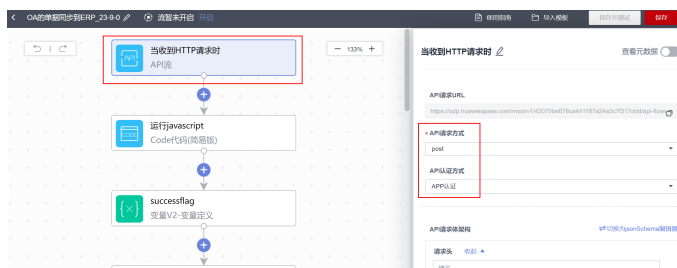 OA的单据同步到ERP_23-9-0
流暂未开启 开启
使用指南
导入模板
保存
当收到HTTP请求时
API流
133%
运行javascript
Code代码(简易版)
successflag
变量V2-变量定义
当收到HTTP请求时
查看元数据
API请求URL
* API请求方式
post
API认证方式
APP认证
API请求体架构
切换为jsonSchema编辑器
请求头 收起